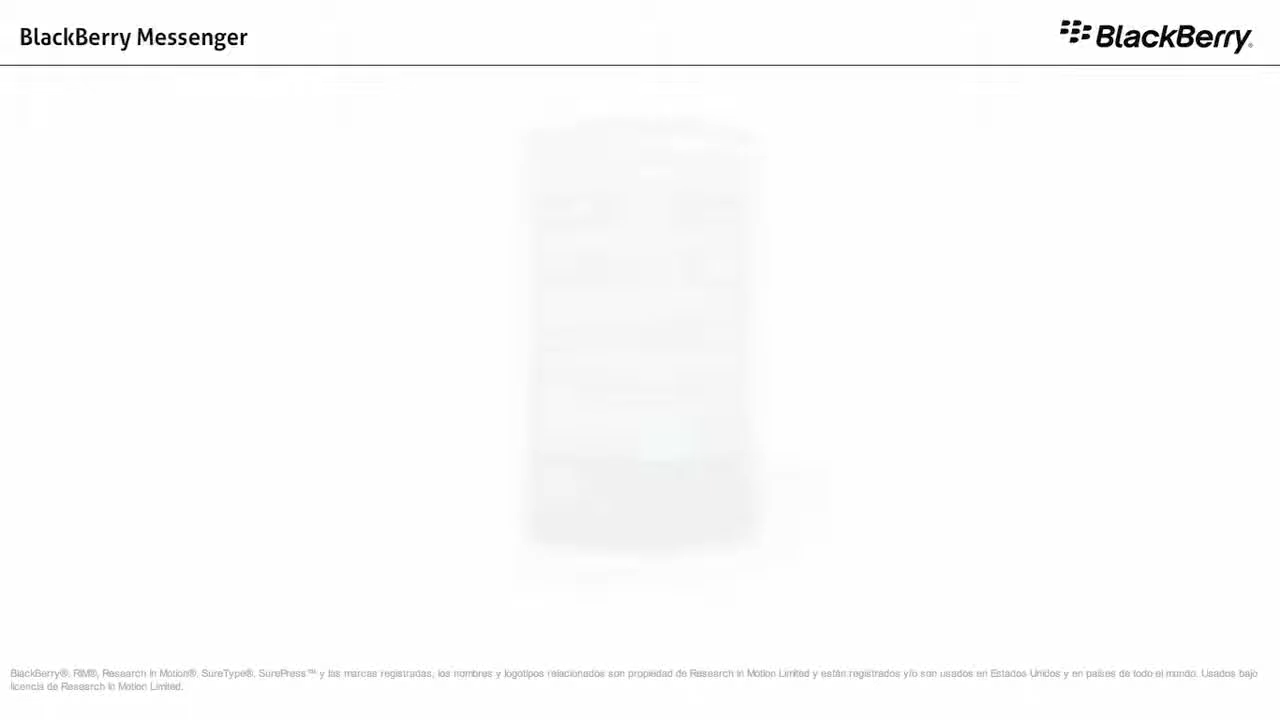 BlackBerry Messenger
BlackBerry®
BlackBerry®, RIM®, Research In Motion®, SureType®, SurePress™ y las marcas registradas, los nombres y logotipos relacionados son propiedad de Research In Motion Limited y están registrados y/o son usados en Estados Unidos y en países de todo el mundo. Usados bajo
licencia de Research In Motion Limited.